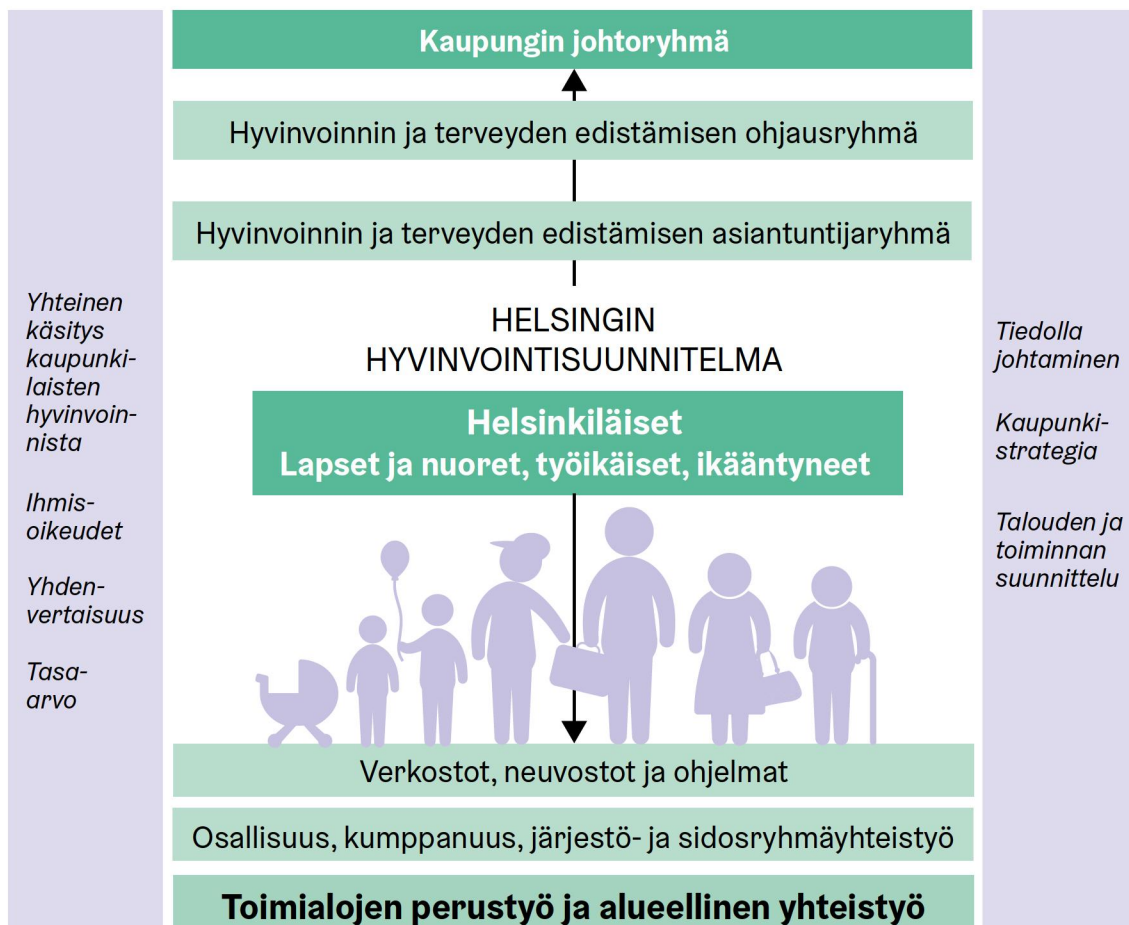 Kaupungin johtoryhmä
Hyvinvoinnin ja terveyden edistämisen ohjausryhmä
Hyvinvoinnin ja terveyden edistämisen asiantuntijaryhmä
Yhteinen
käsitys
kaupunki-
laisten
hyvinvoin-
nista
Ihmis-
oikeudet
Yhden-
vertaisuus
Tasa-
arvo
HELSINGIN
HYVINVOINTISUUNNITELMA
Helsinkiläiset
Lapset ja nuoret, työikäiset, ikääntyneet
Tiedolla
johtaminen
Kaupunki-
strategia
Talouden ja
toiminnan
suunnittelu
Verkostot, neuvostot ja ohjelmat
Osallisuus, kumppanuus, järjestö- ja sidosryhmäyhteistyö
Toimialojen perustyö ja alueellinen yhteistyö